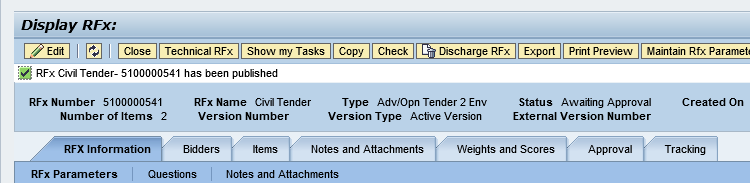 Display RFx:
Edit Close Technical RFx Show my Tasks Copy Check Discharge RFx Export Print Preview Maintain Rfx
RFx Civil Tender- 5100000541 has been published
RFx Number 5100000541 RFx Name Civil Tender Type Adv/Opn Tender 2 Env Status Awaiting Approval Created On
Number of Items 2 Version Number Version Type Active Version External Version Number
RFX Information Bidders Items Notes and Attachments Weights and Scores Approval Tracking
RFx Parameters Questions Notes and Attachments